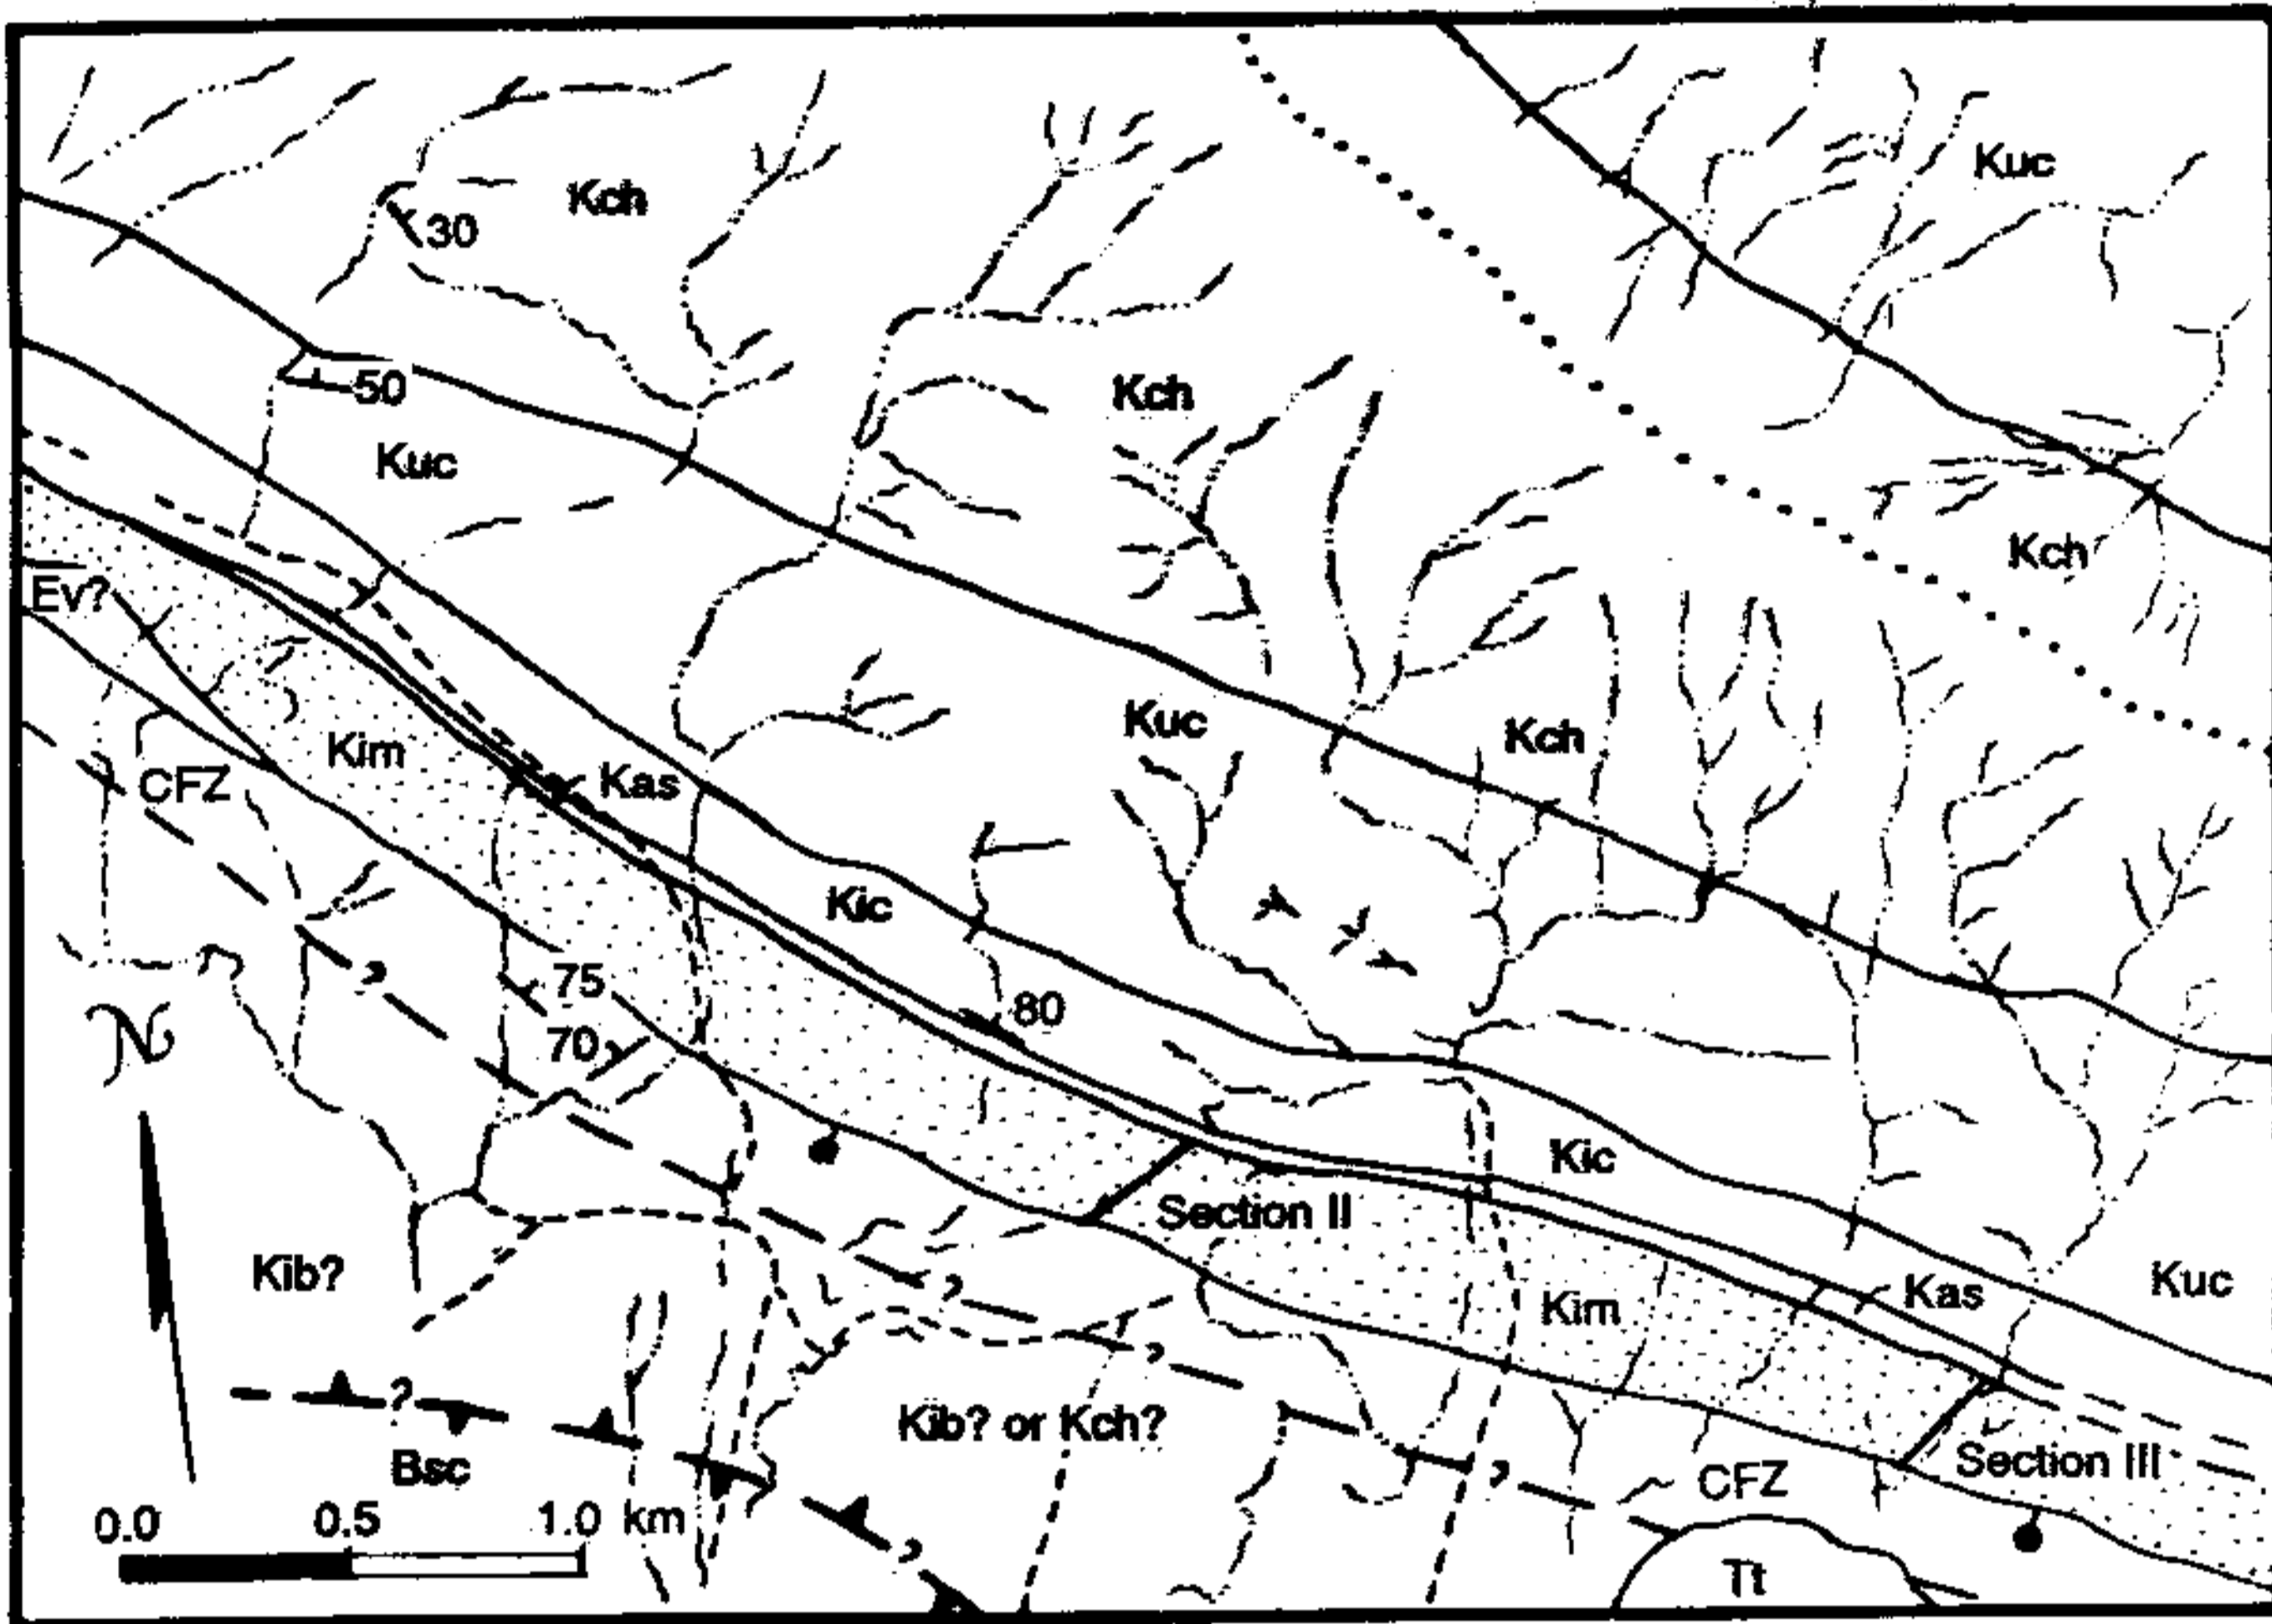 Kuc
Kch
30
Kch
50
Kuc
Kch
Ev?
Kuc
Kch
Kim
Kas
CFZ
Kic
?
75
80
N
70
Kic
Section II
Kib?
Kas
Kuc
?
Kim
?
?
Kib? or Kch?
Bsc
?
CFZ
Section III
0.0 0.5 1.0 km
?
Tt